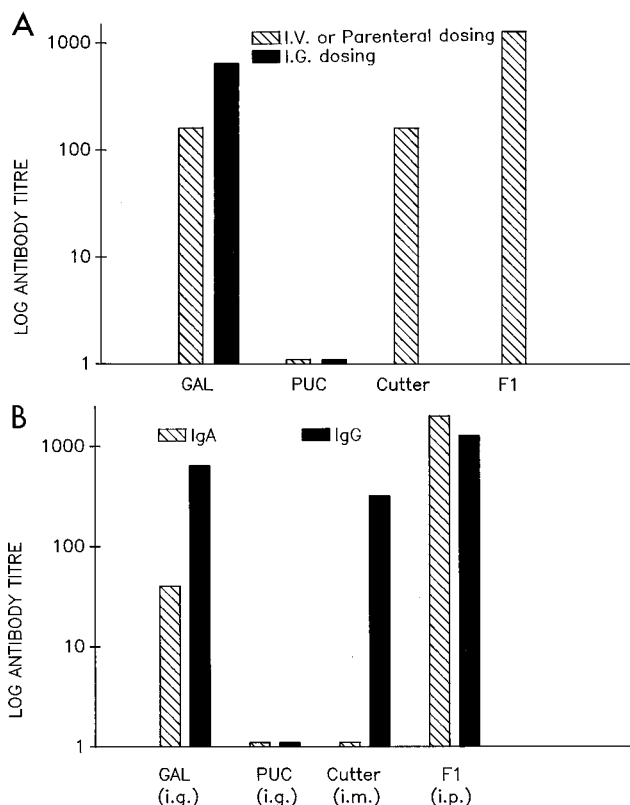 A
I.V. or Parenteral dosing
I.G. dosing
LOG ANTIBODY TITRE
1000
100
10
1
GAL PUC Cutter F1
B
IgA IgG
LOG ANTIBODY TITRE
1000
100
10
1
GAL PUC Cutter F1
(i.g.) (i.g.) (i.m.) (i.p.)